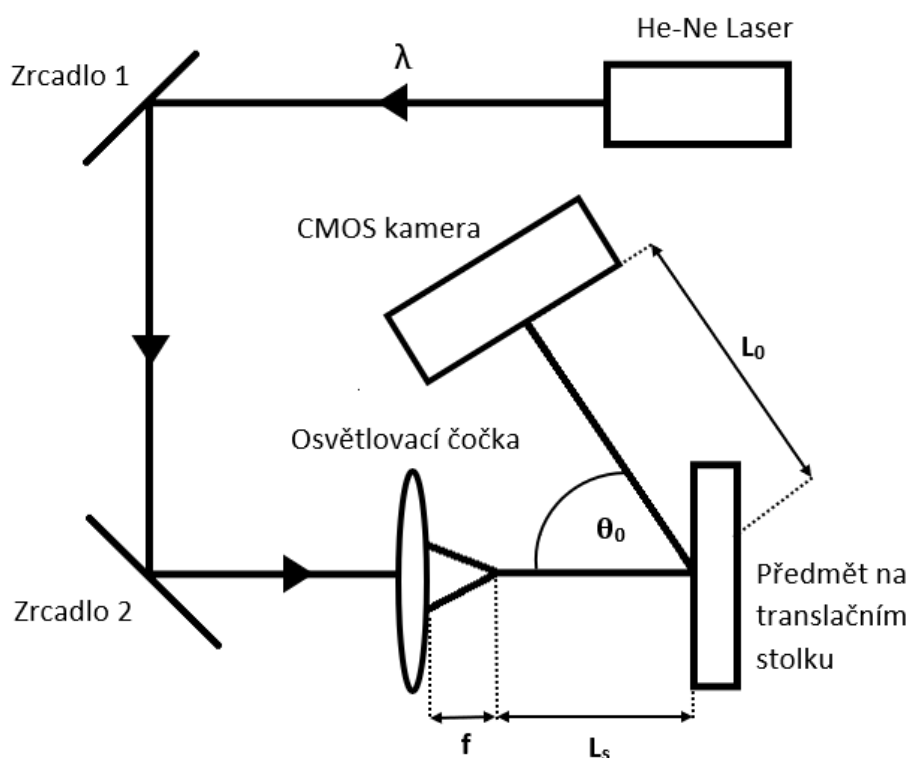 He-Ne Laser
Zrcadlo 1
λ
CMOS kamera
L₀
Osvětlovací čočka
θ₀
Zrcadlo 2
Předmět na
translačním
stolku
f
Lₛ